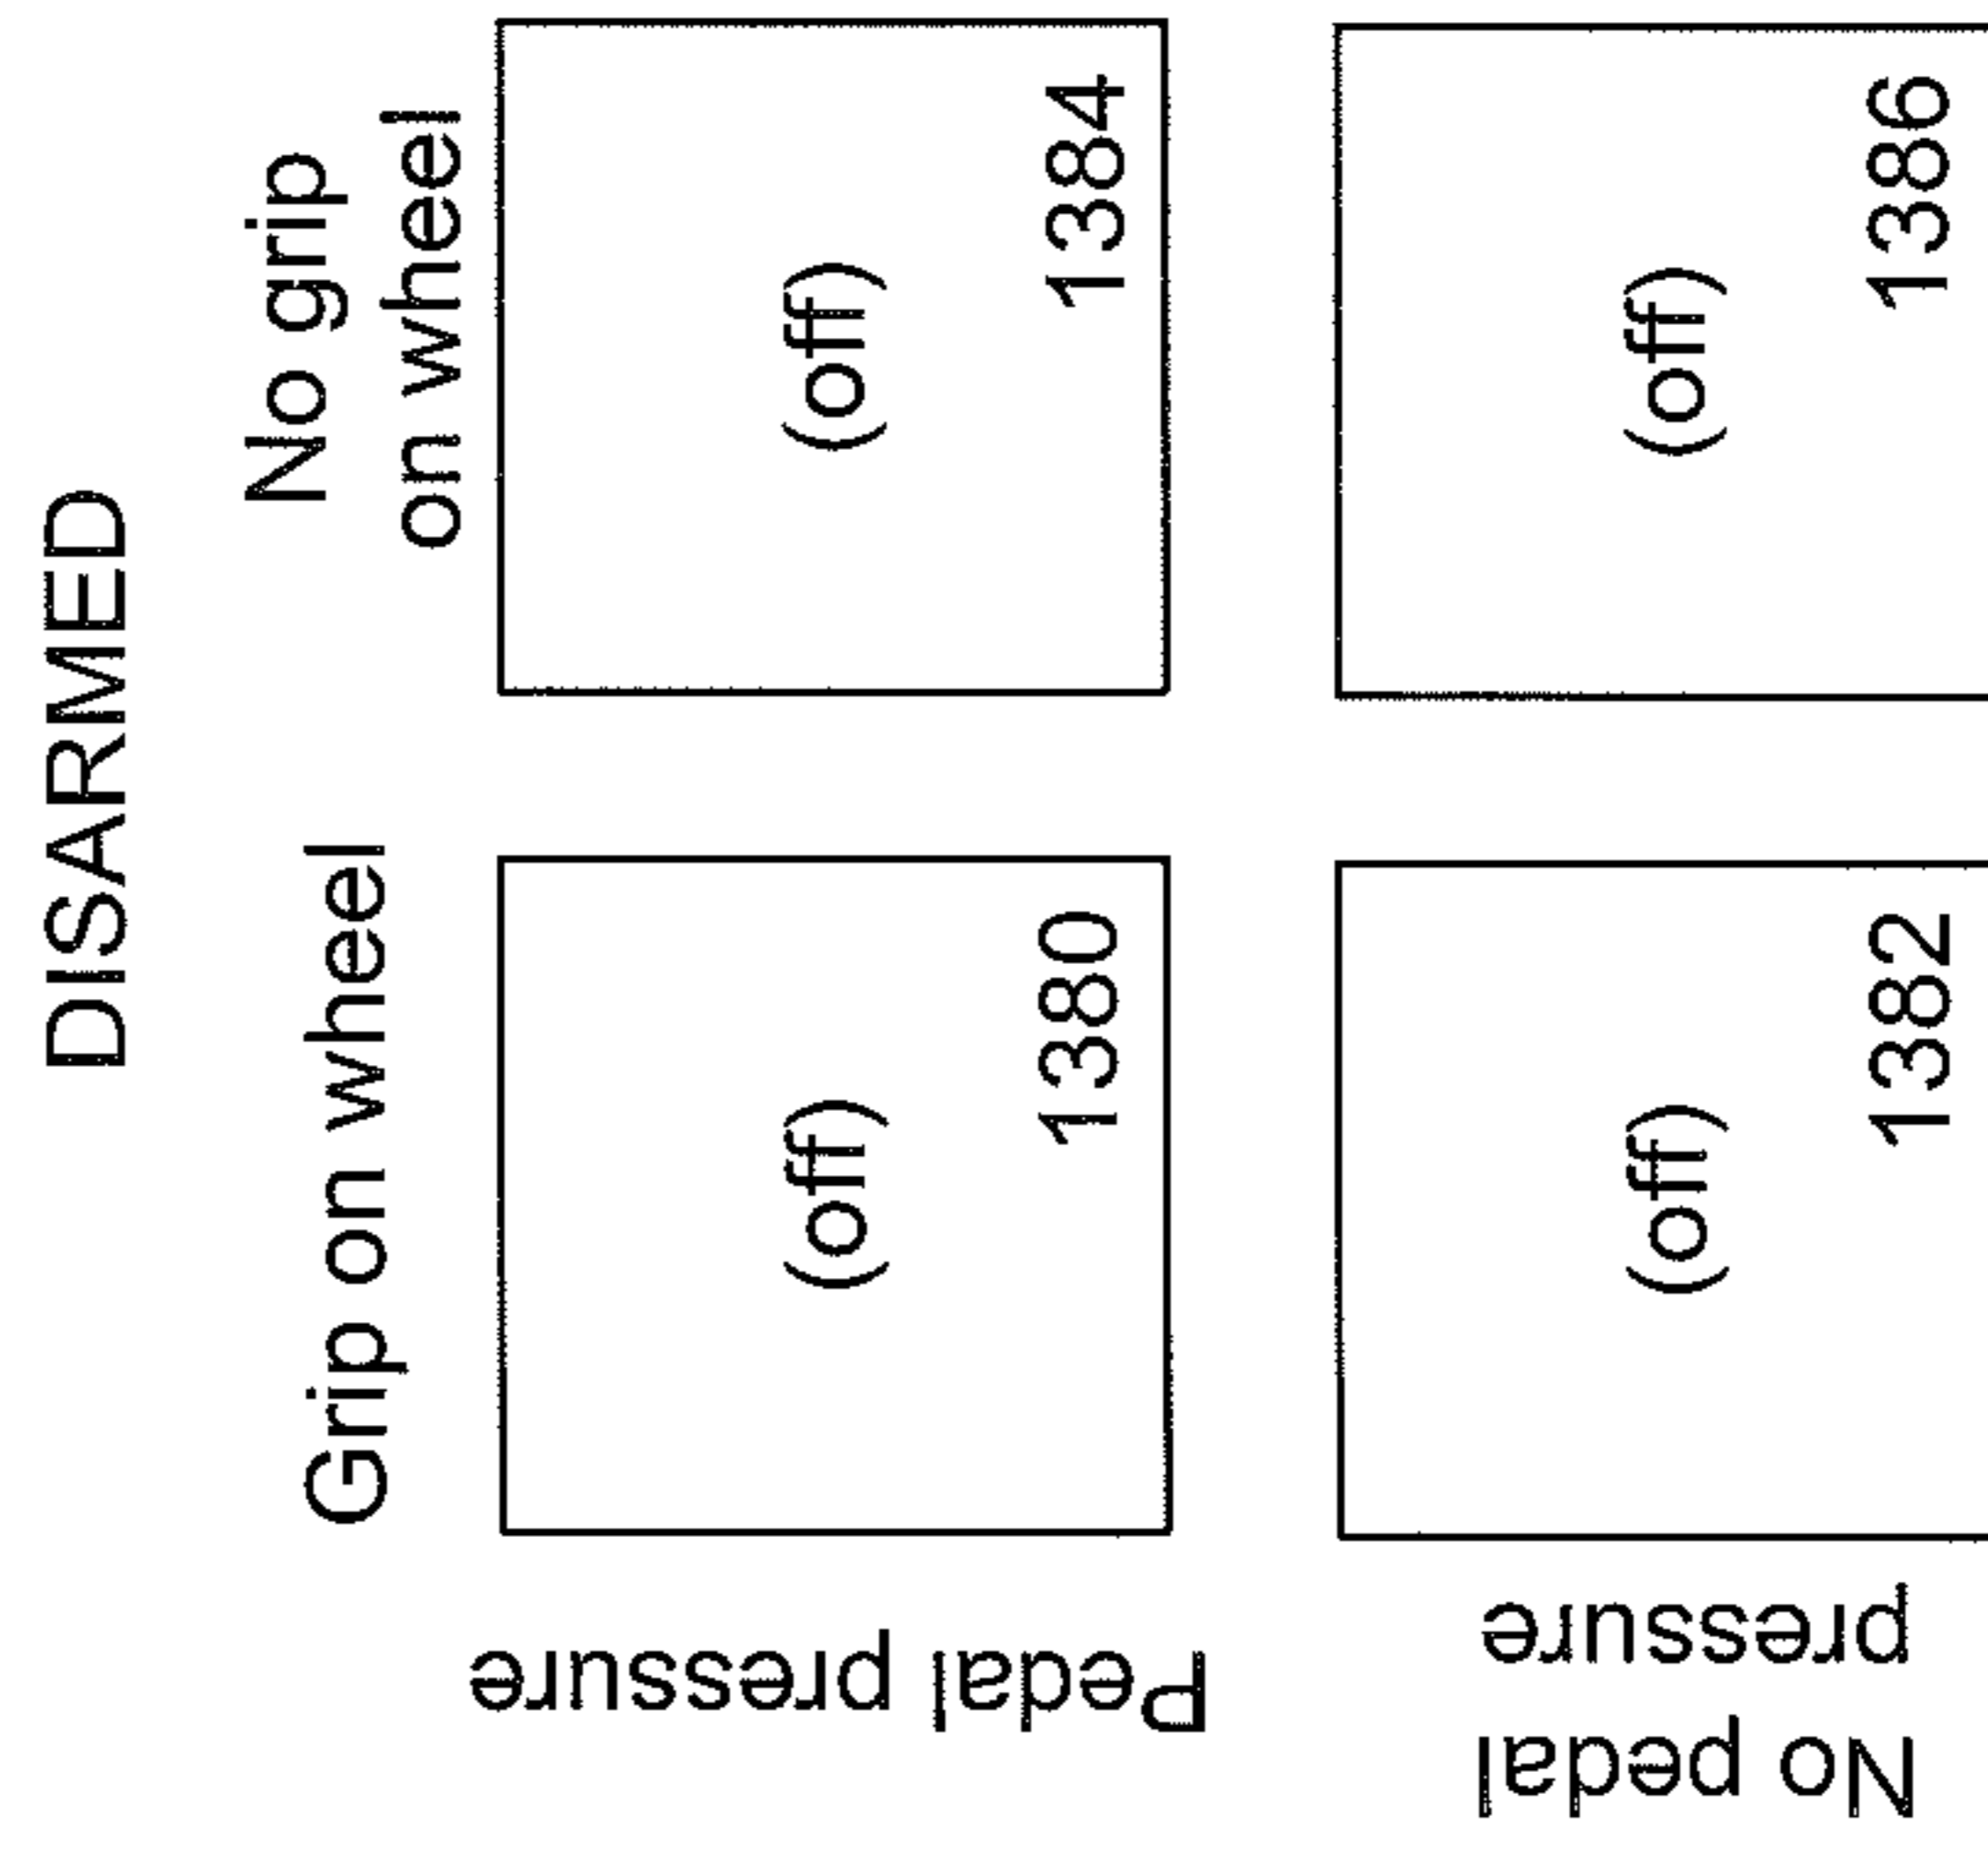 DISARMED
Grip on wheel
No grip
on wheel
Pedal pressure
(off)
1380
(off)
1384
No pedal
pressure
(off)
1382
(off)
1386